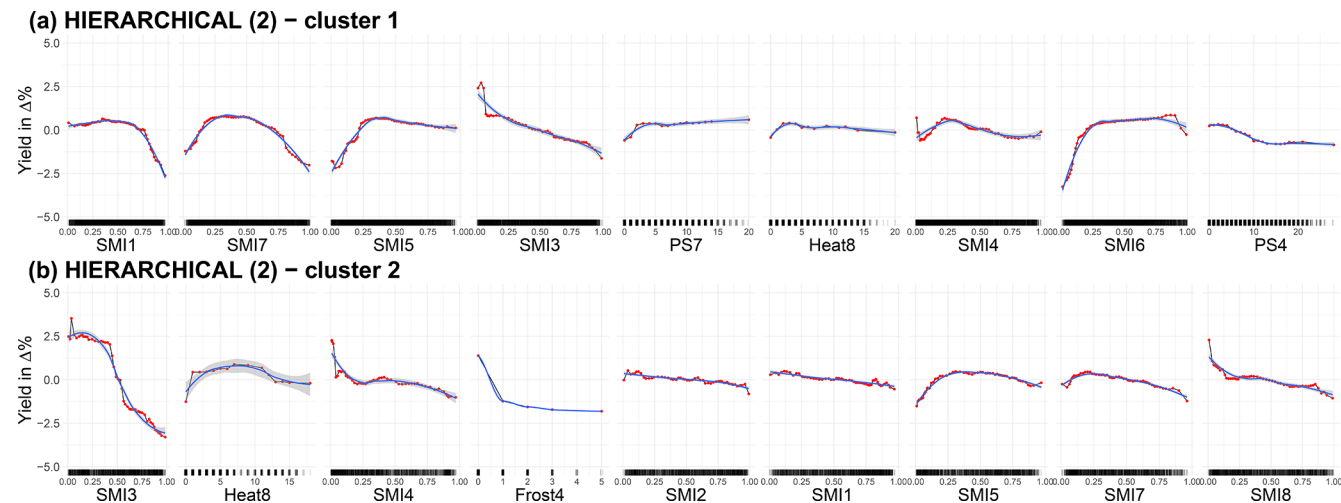 (a) HIERARCHICAL (2) − cluster 1
Yield in Δ%
5.0
2.5
0.0
−2.5
−5.0
0.00 0.25 0.50 0.75 1.00 0.00 0.25 0.50 0.75 1.00 0.00 0.25 0.50 0.75 1.00 0.00 0.25 0.50 0.75 1.00 0 5 10 15 20 0 5 10 15 20 0.00 0.25 0.50 0.75 1.00 0.00 0.25 0.50 0.75 1.00 0 10 20
SMI1 SMI7 SMI5 SMI3 PS7 Heat8 SMI4 SMI6 PS4
(b) HIERARCHICAL (2) − cluster 2
Yield in Δ%
5.0
2.5
0.0
−2.5
−5.0
0.00 0.25 0.50 0.75 1.00 0 5 10 15 0.00 0.25 0.50 0.75 1.00 0 1 2 3 4 5 0.00 0.25 0.50 0.75 1.00 0.00 0.25 0.50 0.75 1.00 0.00 0.25 0.50 0.75 1.00 0.00 0.25 0.50 0.75 1.00 0.00 0.25 0.50 0.75 1.00
SMI3 Heat8 SMI4 Frost4 SMI2 SMI1 SMI5 SMI7 SMI8